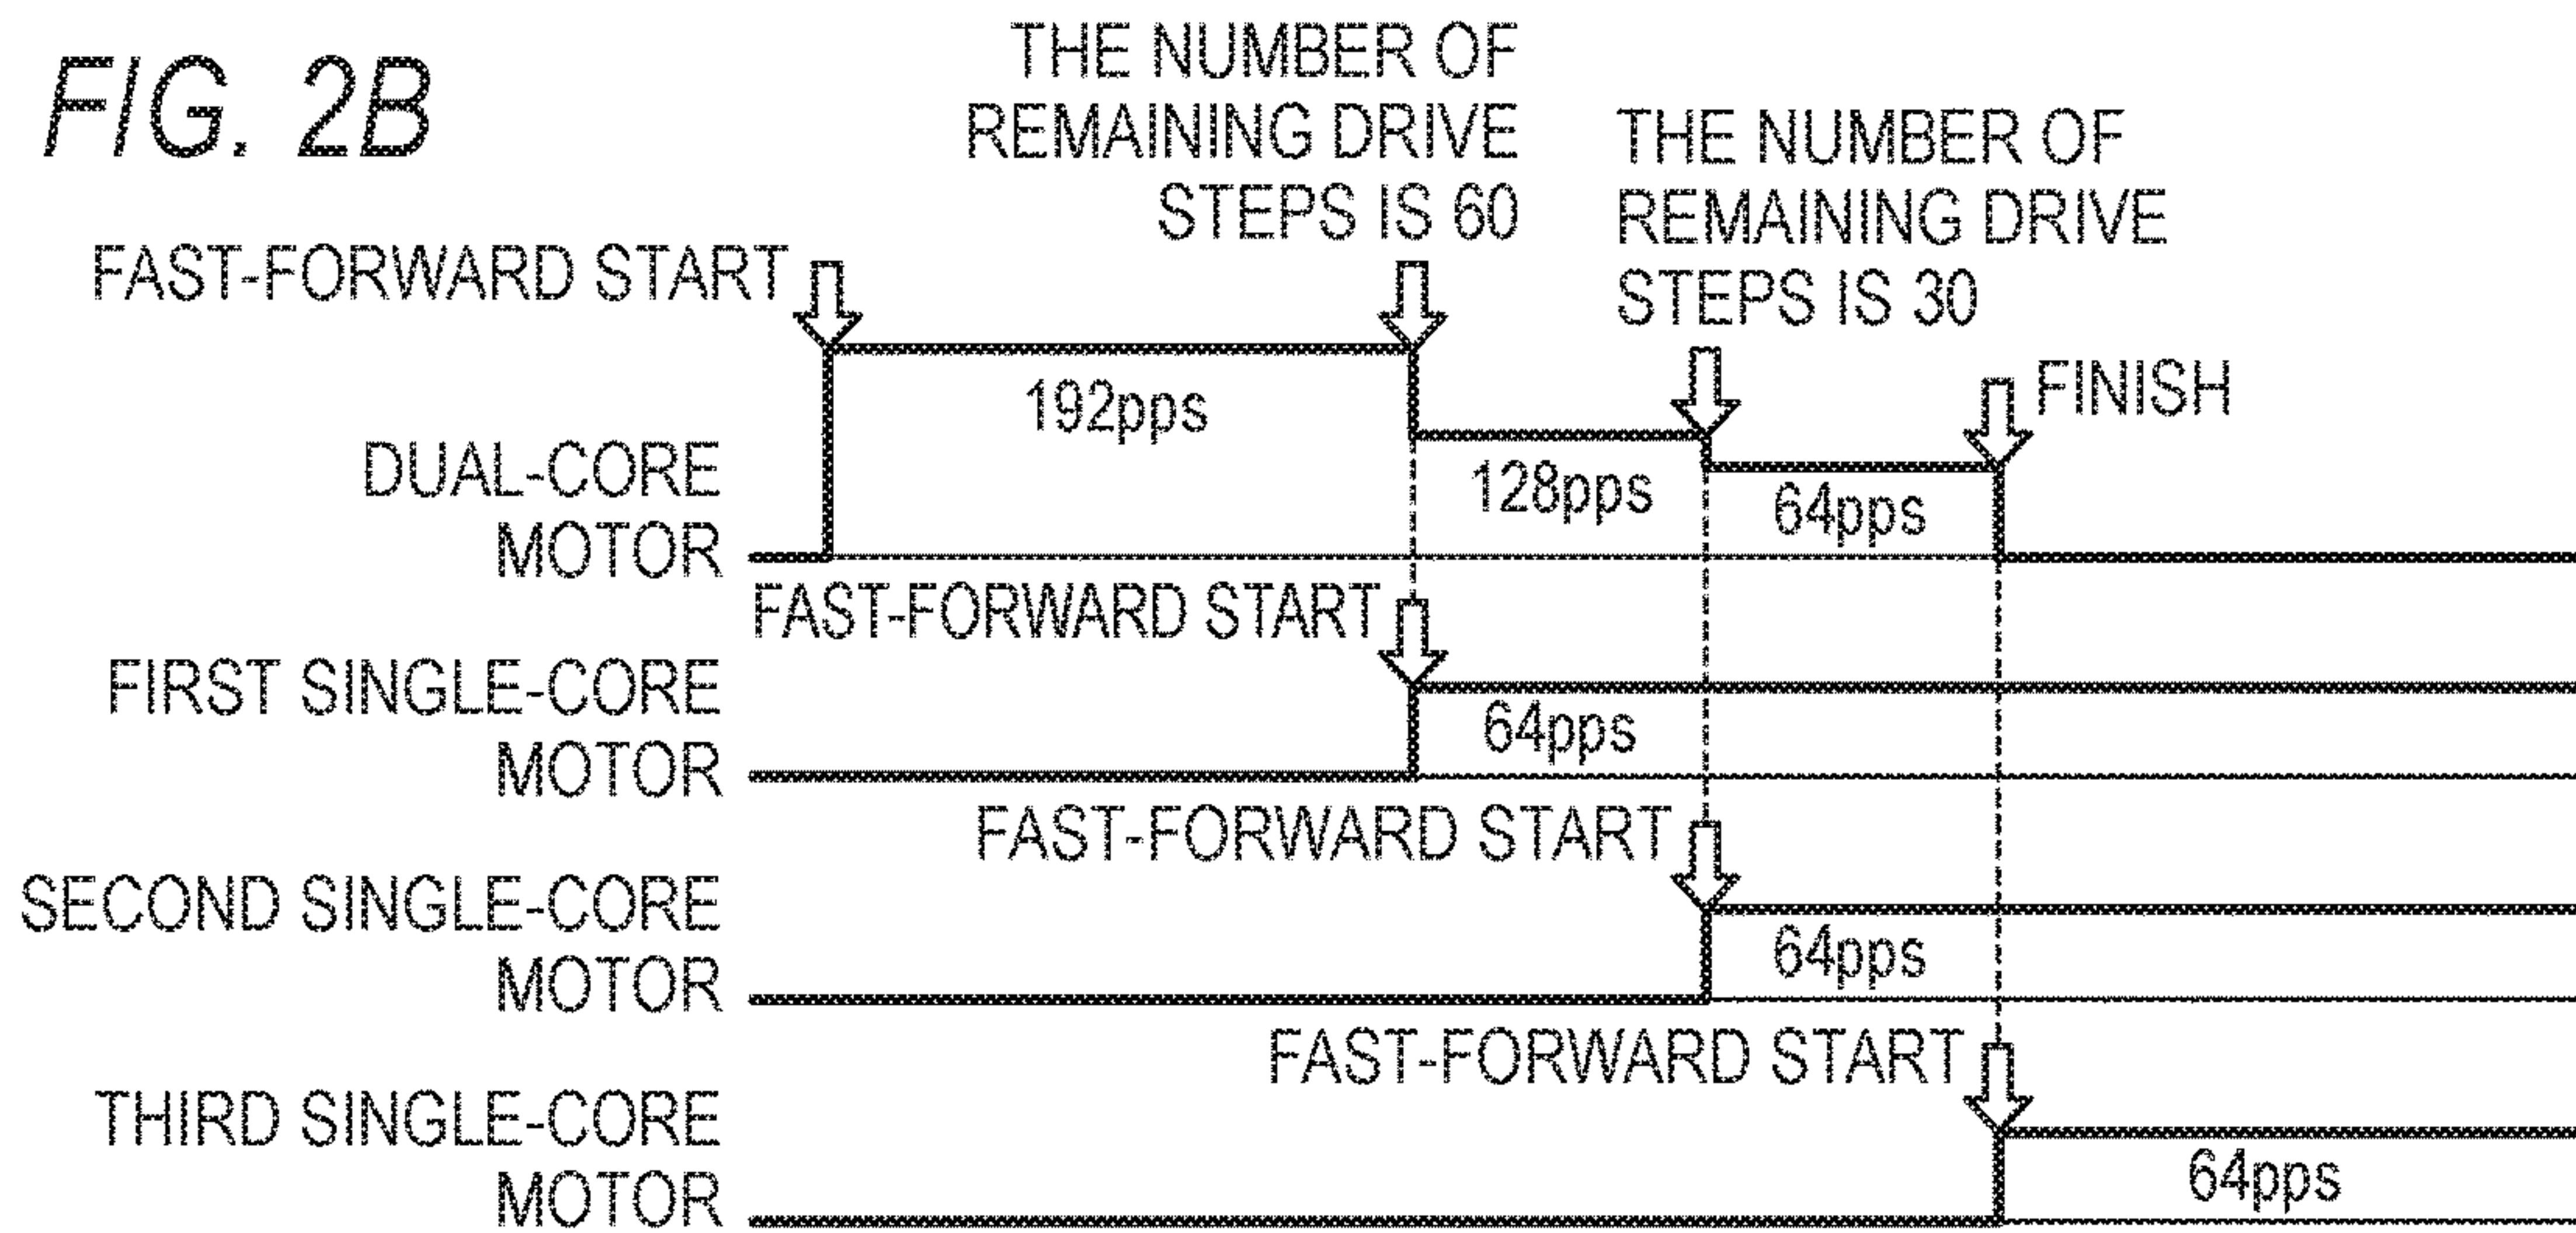 FIG. 2B
THE NUMBER OF
REMAINING DRIVE
STEPS IS 60
THE NUMBER OF
REMAINING DRIVE
STEPS IS 30
FAST-FORWARD START
FINISH
192pps
128pps
64pps
DUAL-CORE
MOTOR
FAST-FORWARD START
FIRST SINGLE-CORE
MOTOR
64pps
FAST-FORWARD START
SECOND SINGLE-CORE
MOTOR
64pps
FAST-FORWARD START
THIRD SINGLE-CORE
MOTOR
64pps